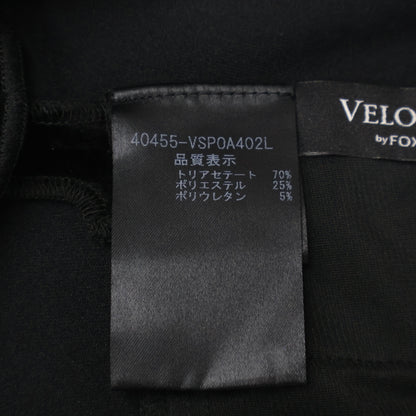 40455-VSPOA402L
品質表示
トリアセテート 70%
ポリエステル 25%
ポリウレタン 5%
VELO
by FOX